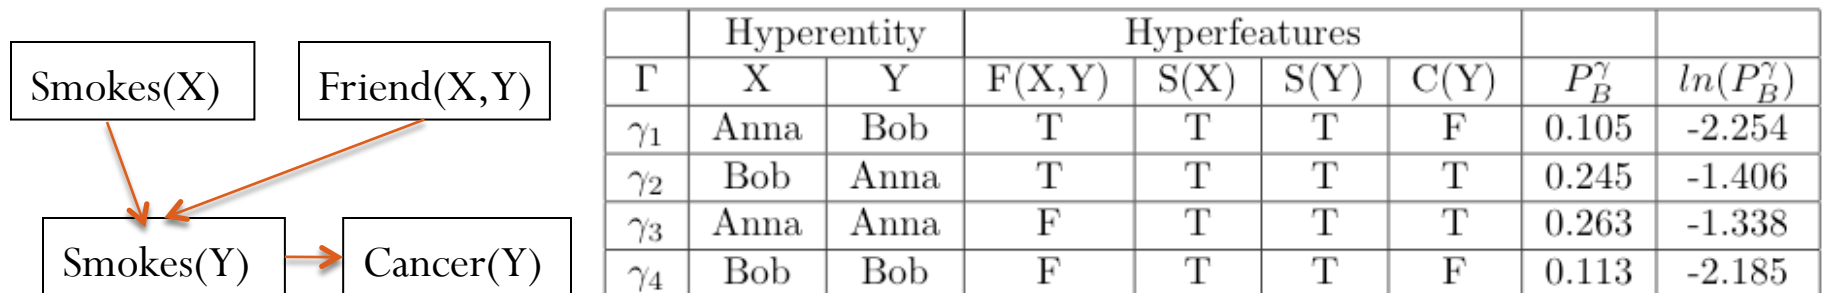 Smokes(X) Friend(X,Y)
Smokes(Y) Cancer(Y)
Hyperentity Hyperfeatures
Γ X Y F(X,Y) S(X) S(Y) C(Y) P_B^γ ln(P_B^γ)
γ₁ Anna Bob T T T F 0.105 -2.254
γ₂ Bob Anna T T T T 0.245 -1.406
γ₃ Anna Anna F T T T 0.263 -1.338
γ₄ Bob Bob F T T F 0.113 -2.185